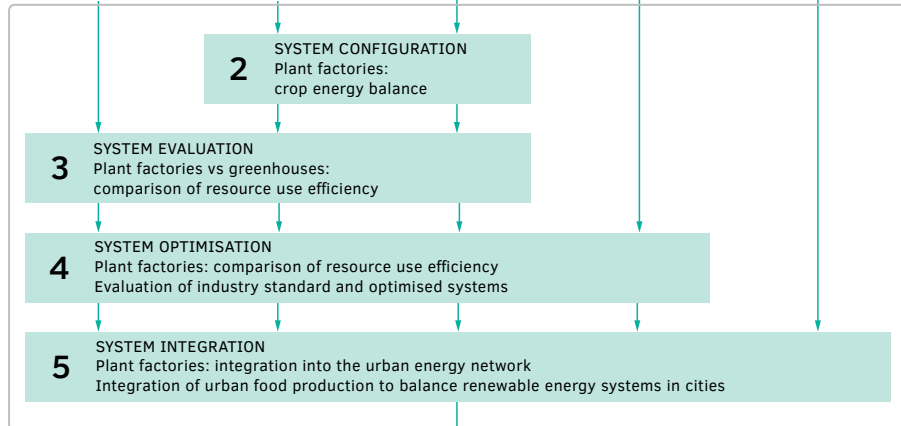 2
SYSTEM CONFIGURATION
Plant factories:
crop energy balance
3
SYSTEM EVALUATION
Plant factories vs greenhouses:
comparison of resource use efficiency
4
SYSTEM OPTIMISATION
Plant factories: comparison of resource use efficiency
Evaluation of industry standard and optimised systems
5
SYSTEM INTEGRATION
Plant factories: integration into the urban energy network
Integration of urban food production to balance renewable energy systems in cities